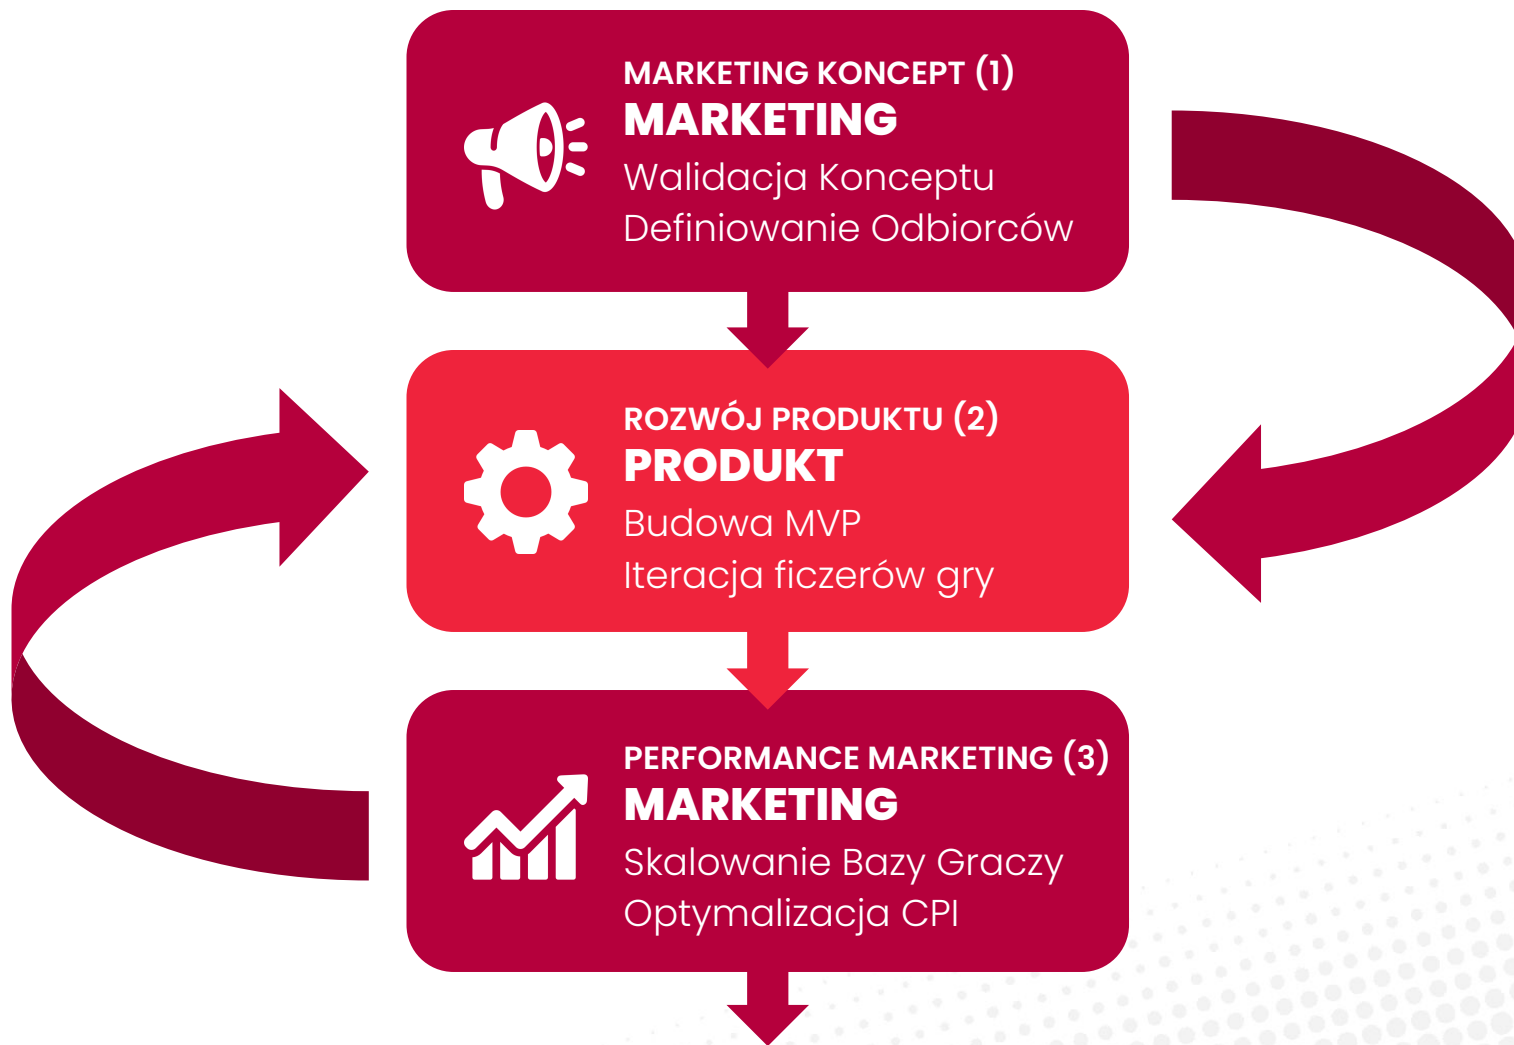 MARKETING KONCEPT (1)
MARKETING
Walidacja Konceptu
Definiowanie Odbiorców
ROZWÓJ PRODUKTU (2)
PRODUKT
Budowa MVP
Iteracja ficzerów gry
PERFORMANCE MARKETING (3)
MARKETING
Skalowanie Bazy Graczy
Optymalizacja CPI